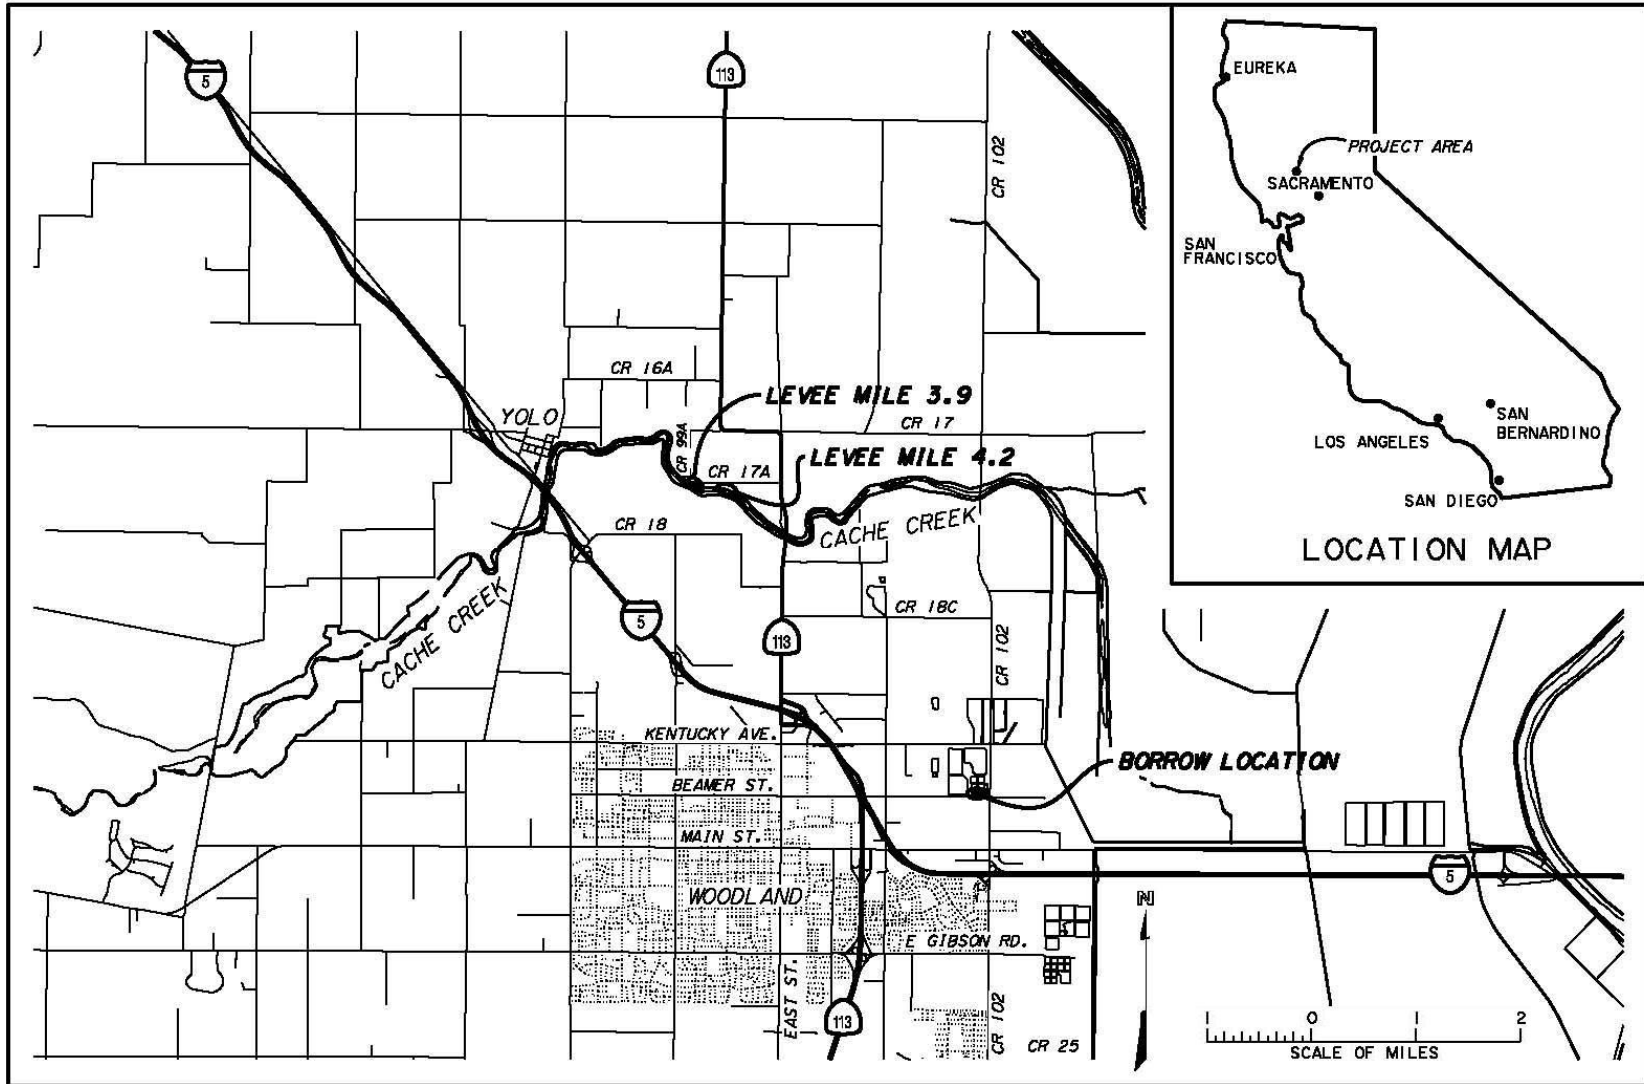 5
113
CR 102
EUREKA
PROJECT AREA
SACRAMENTO
SAN
FRANCISCO
SAN
BERNARDINO
LOS ANGELES
SAN DIEGO
LOCATION MAP
CR 16A
LEVEE MILE 3.9
YOLO
CR 17
CR 99A
LEVEE MILE 4.2
CR 17A
CR 18
CACHE CREEK
CACHE CREEK
CR 18C
5
113
CR 102
KENTUCKY AVE.
BORROW LOCATION
BEAMER ST.
MAIN ST.
5
WOODLAND
N
E GIBSON RD.
EAST ST.
113
CR 102
CR 25
1 0 1 2
SCALE OF MILES